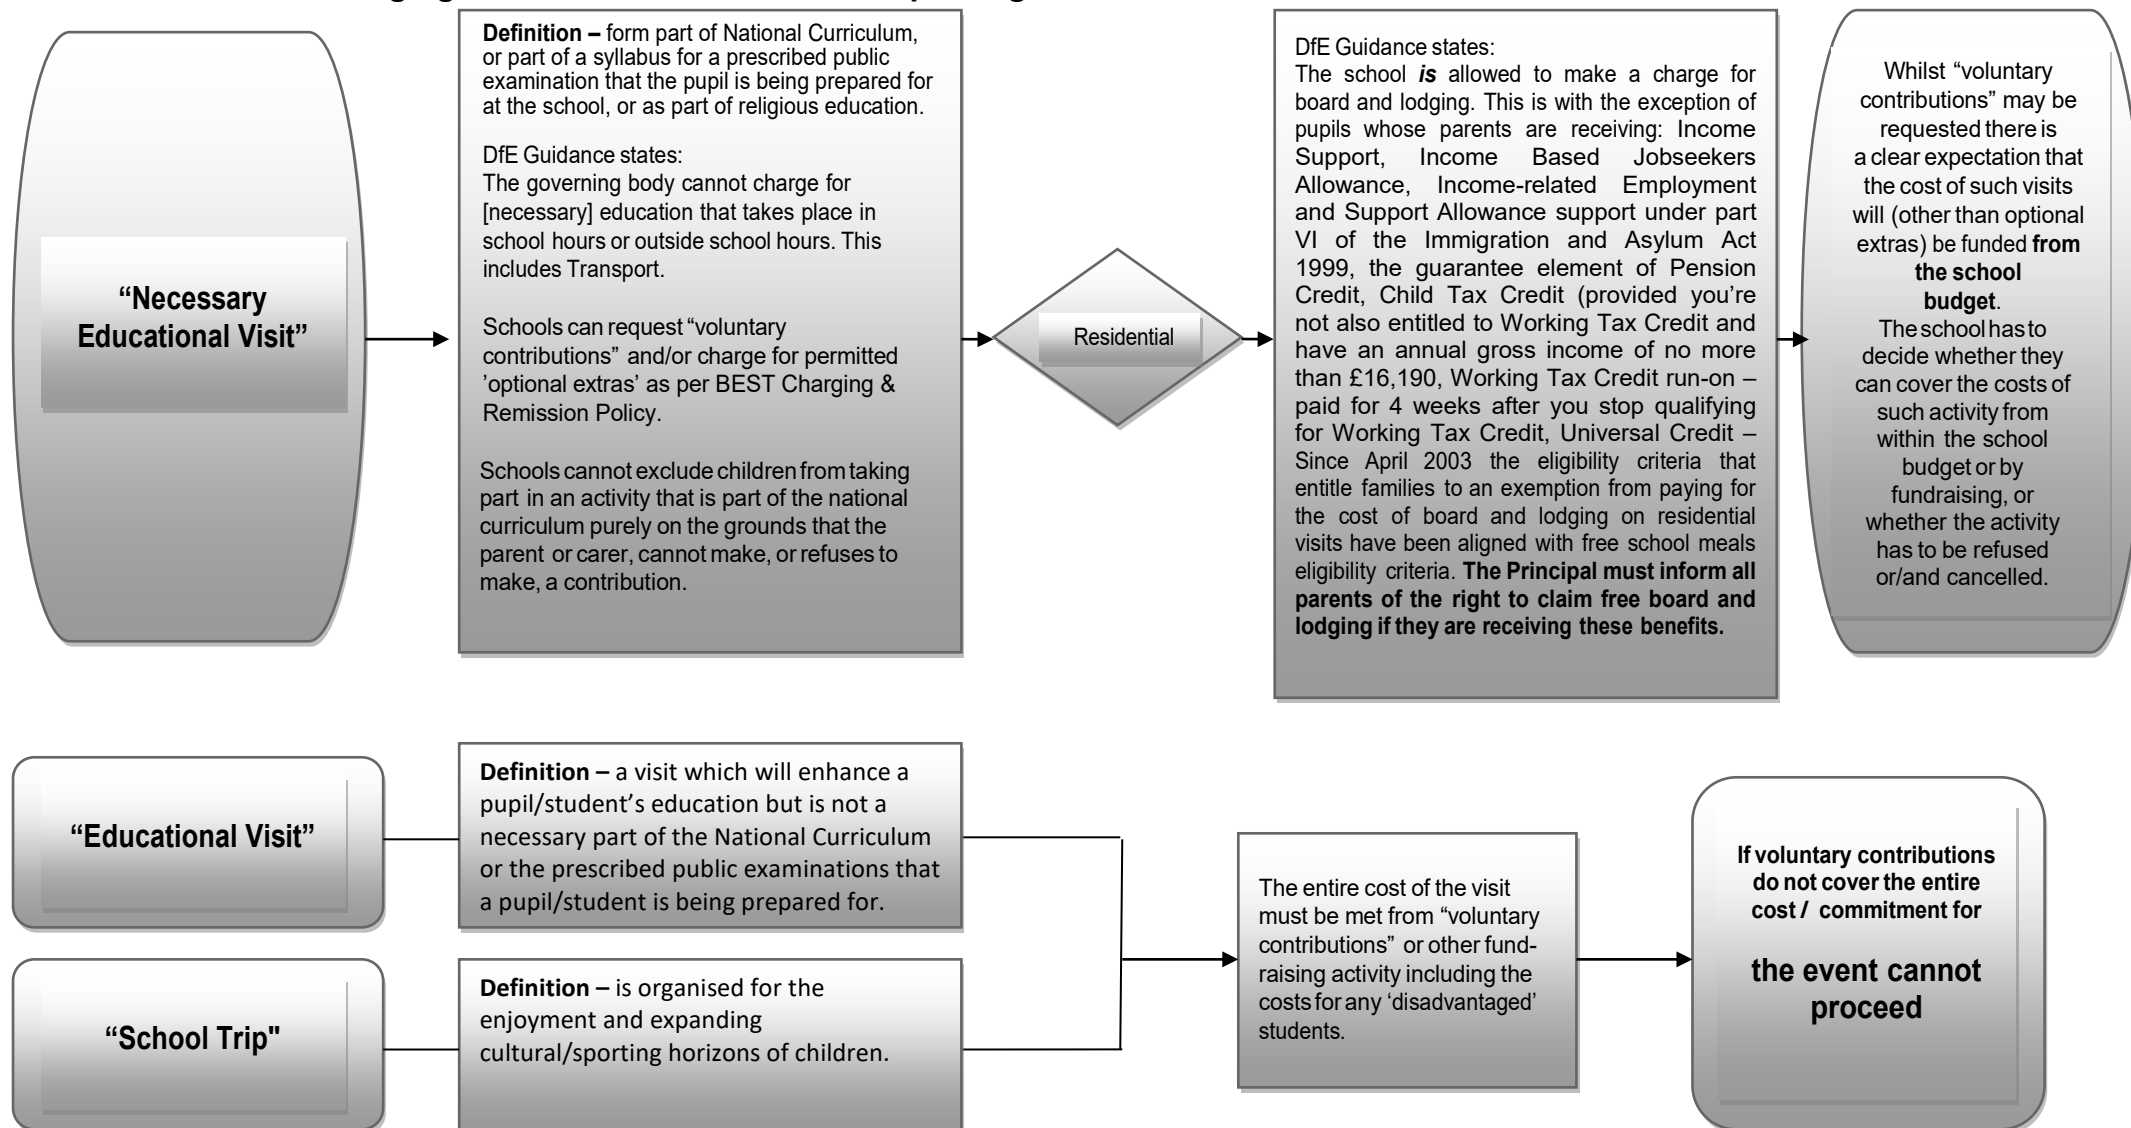 “Necessary
Educational Visit”
Definition – form part of National Curriculum,
or part of a syllabus for a prescribed public
examination that the pupil is being prepared for
at the school, or as part of religious education.
DfE Guidance states:
The governing body cannot charge for
[necessary] education that takes place in
school hours or outside school hours. This
includes Transport.
Schools can request “voluntary
contributions” and/or charge for permitted
’optional extras’ as per BEST Charging &
Remission Policy.
Schools cannot exclude children from taking
part in an activity that is part of the national
curriculum purely on the grounds that the
parent or carer, cannot make, or refuses to
make, a contribution.
Residential
DfE Guidance states:
The school is allowed to make a charge for
board and lodging. This is with the exception of
pupils whose parents are receiving: Income
Support, Income Based Jobseekers
Allowance, Income-related Employment
and Support Allowance support under part
VI of the Immigration and Asylum Act
1999, the guarantee element of Pension
Credit, Child Tax Credit (provided you’re
not also entitled to Working Tax Credit and
have an annual gross income of no more
than £16,190, Working Tax Credit run-on –
paid for 4 weeks after you stop qualifying
for Working Tax Credit, Universal Credit –
Since April 2003 the eligibility criteria that
entitle families to an exemption from paying for
the cost of board and lodging on residential
visits have been aligned with free school meals
eligibility criteria. The Principal must inform all
parents of the right to claim free board and
lodging if they are receiving these benefits.
Whilst “voluntary
contributions” may be
requested there is
a clear expectation that
the cost of such visits
will (other than optional
extras) be funded from
the school
budget.
The school has to
decide whether they
can cover the costs of
such activity from
within the school
budget or by
fundraising, or
whether the activity
has to be refused
or/and cancelled.
“Educational Visit”
Definition – a visit which will enhance a
pupil/student’s education but is not a
necessary part of the National Curriculum
or the prescribed public examinations that
a pupil/student is being prepared for.
“School Trip"
Definition – is organised for the
enjoyment and expanding
cultural/sporting horizons of children.
The entire cost of the visit
must be met from “voluntary
contributions” or other fund-
raising activity including the
costs for any ‘disadvantaged’
students.
If voluntary contributions
do not cover the entire
cost / commitment for
the event cannot
proceed